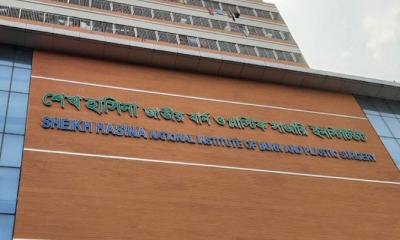 শেখ হাসিনা জাতীয় বার্ন ও প্লাস্টিক সার্জারি ইনস্টিটিউট
SHEIKH HASINA NATIONAL INSTITUTE OF BURN AND PLASTIC SURGERY